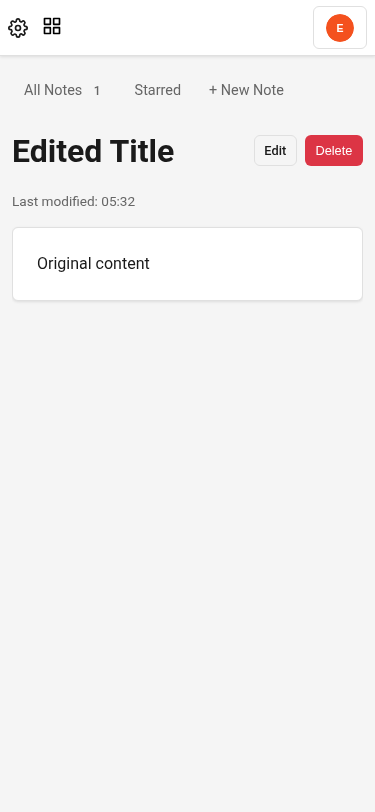 E
All Notes 1 Starred + New Note
Edited Title Edit Delete
Last modified: 05:32
Original content